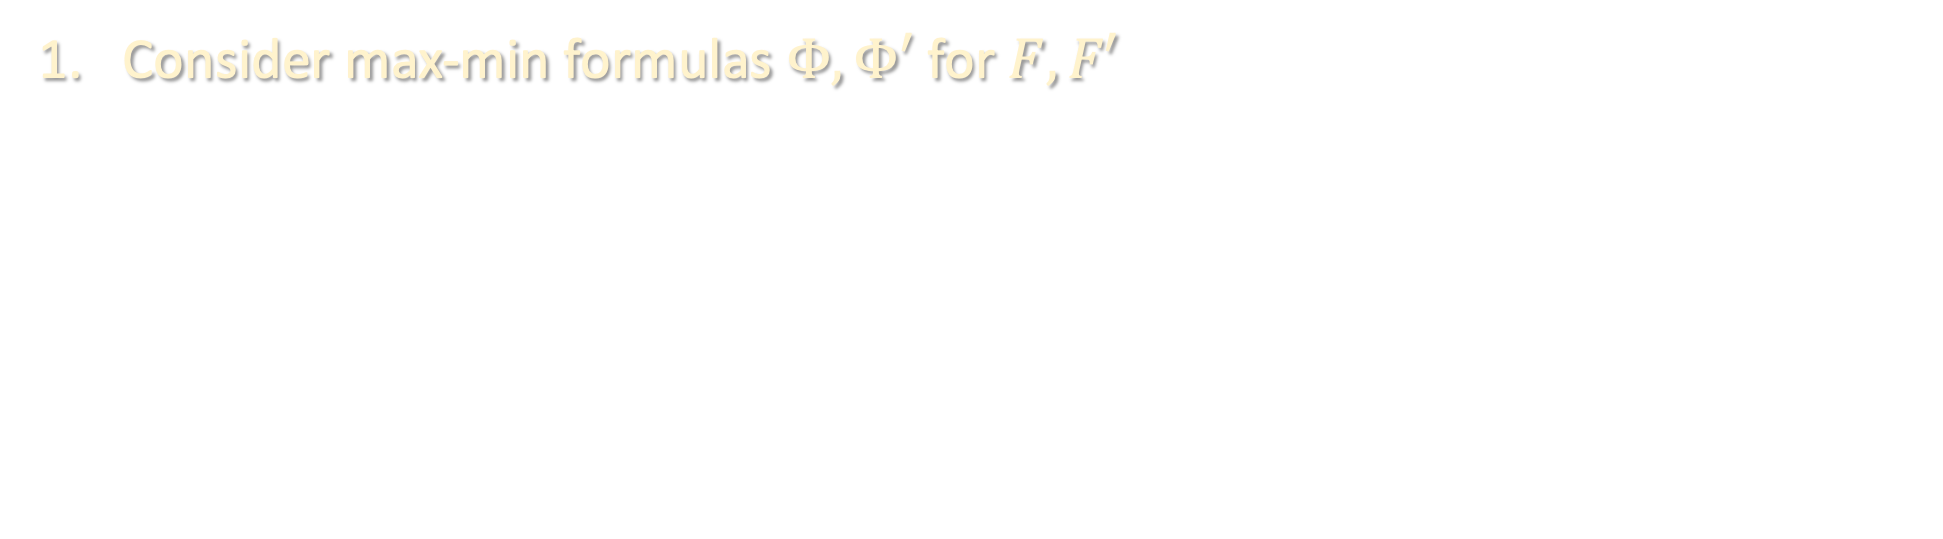 1. Consider max-min formulas Φ, Φ′ for F, F′